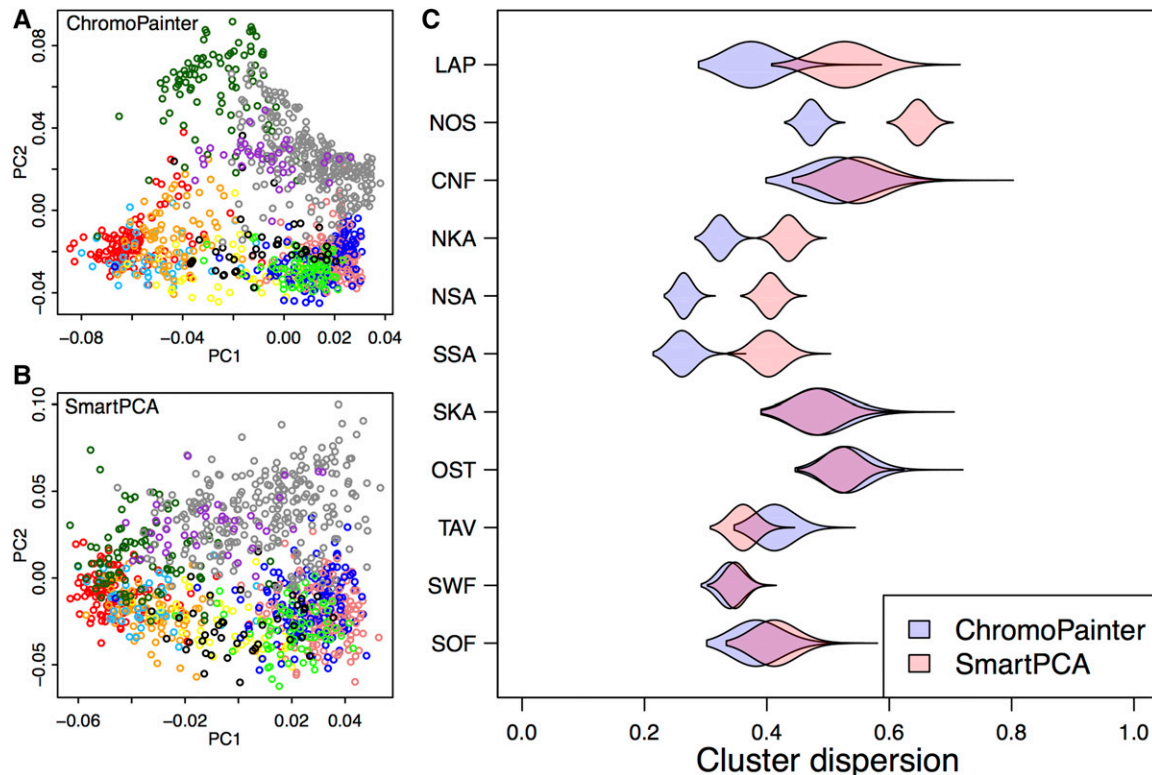 A
ChromoPainter
0.08
0.04
0.00
−0.04
PC2
−0.08
−0.04
0.00
0.04
PC1
B
SmartPCA
0.10
0.05
0.00
−0.05
PC2
−0.06
−0.02
0.02
0.04
PC1
C
LAP
NOS
CNF
NKA
NSA
SSA
SKA
OST
TAV
SWF
SOF
ChromoPainter
SmartPCA
0.0
0.2
0.4
0.6
0.8
1.0
Cluster dispersion